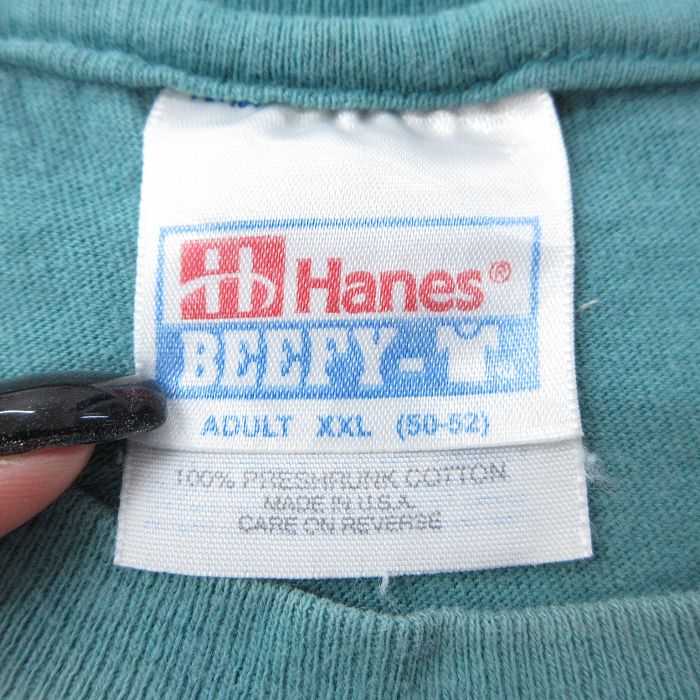 Hanes®
BEEFY-T
ADULT XXL (50-52)
100% PRESHRUNK COTTON
MADE IN U.S.A.
CARE ON REVERSE